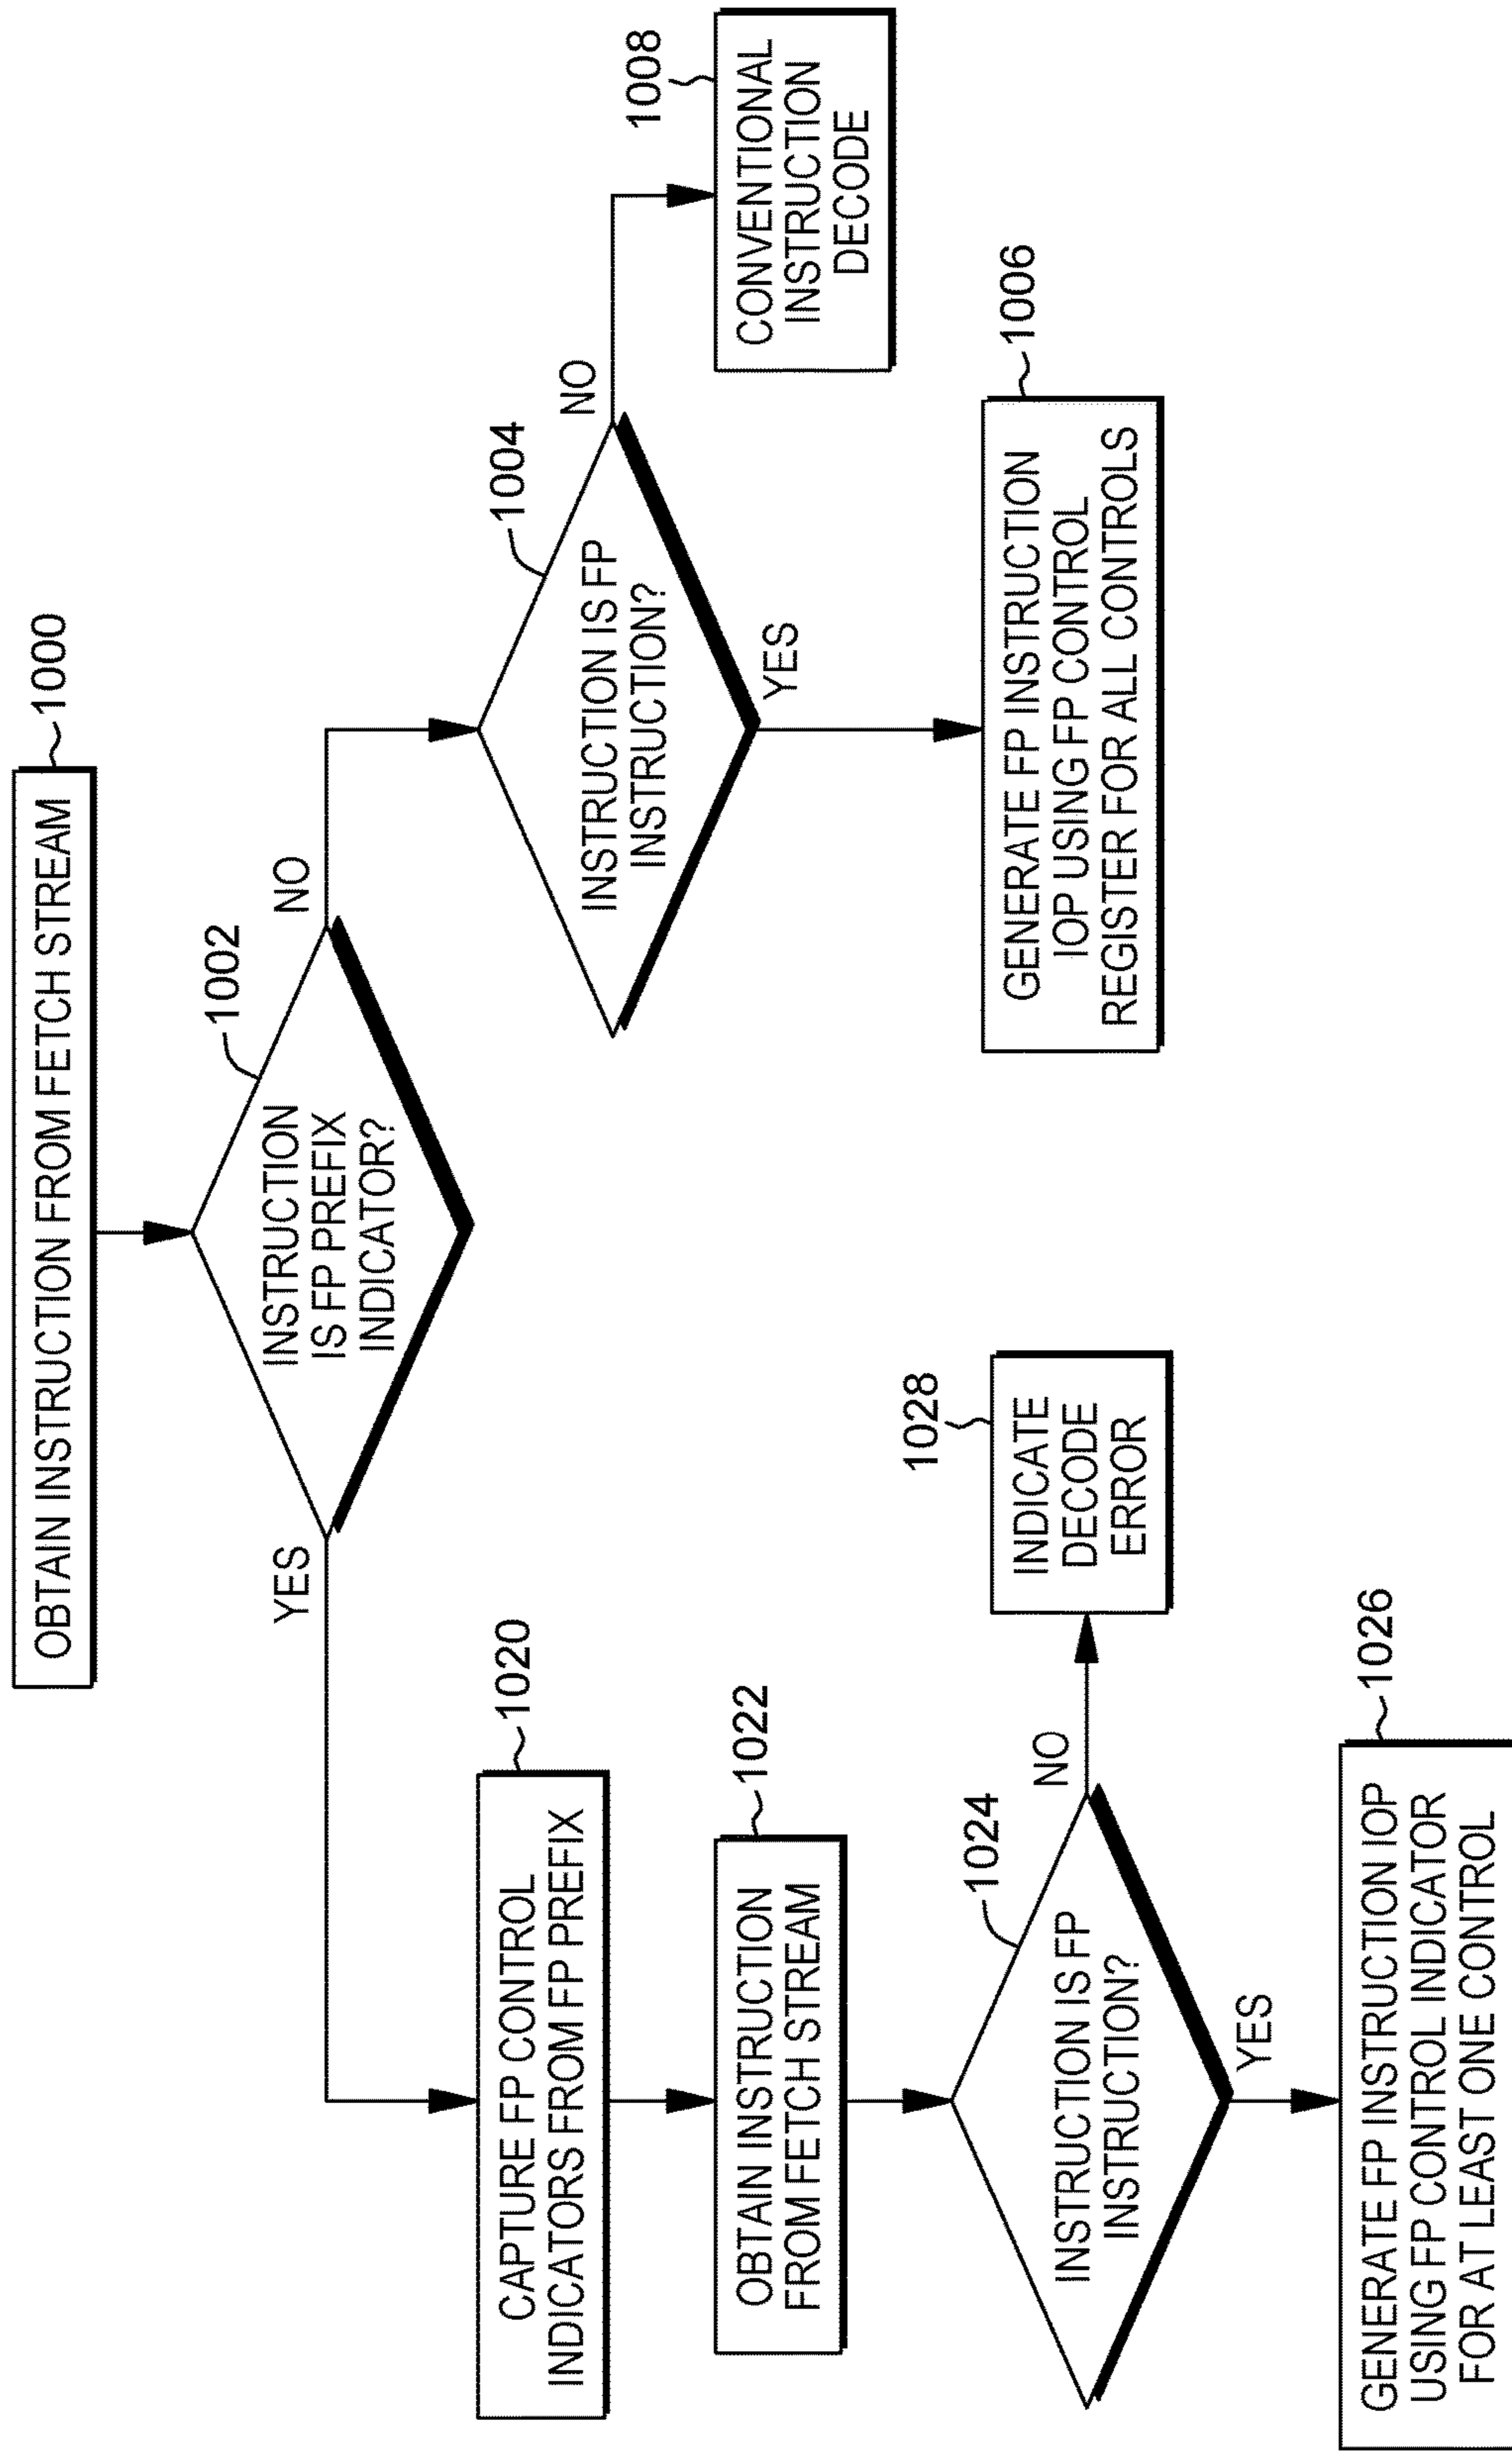 OBTAIN INSTRUCTION FROM FETCH STREAM
1000
INSTRUCTION
IS FP PREFIX
INDICATOR?
1002
YES
NO
CAPTURE FP CONTROL
INDICATORS FROM FP PREFIX
1020
OBTAIN INSTRUCTION
FROM FETCH STREAM
1022
INSTRUCTION IS FP
INSTRUCTION?
1024
NO
INDICATE
DECODE
ERROR
1028
YES
GENERATE FP INSTRUCTION IOP
USING FP CONTROL INDICATOR
FOR AT LEAST ONE CONTROL
1026
INSTRUCTION IS FP
INSTRUCTION?
1004
NO
CONVENTIONAL
INSTRUCTION
DECODE
1008
YES
GENERATE FP INSTRUCTION
IOP USING FP CONTROL
REGISTER FOR ALL CONTROLS
1006